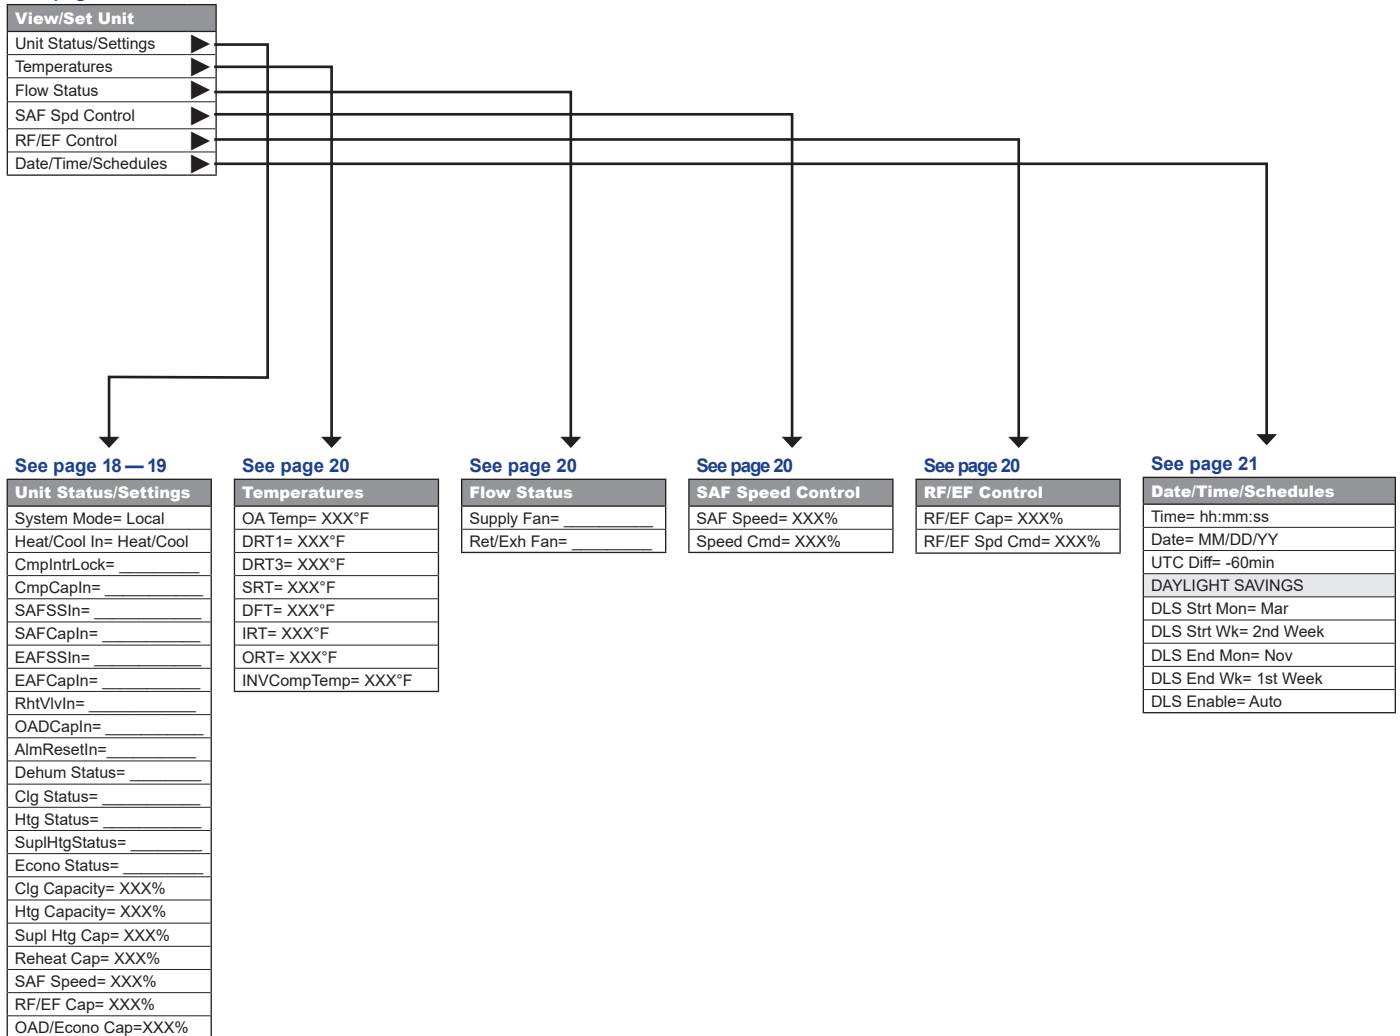 View/Set Unit
Unit Status/Settings
Temperatures
Flow Status
SAF Spd Control
RF/EF Control
Date/Time/Schedules
See page 18 — 19
Unit Status/Settings
System Mode= Local
Heat/Cool In= Heat/Cool
CmpIntrLock= _________
CmpCapIn= ___________
SAFSSIn= ____________
SAFCapIn= ___________
EAFSSIn= ____________
EAFCapIn= ___________
RhtVlvIn= ____________
OADCapIn= ___________
AlmResetIn=__________
Dehum Status= ________
Clg Status= ___________
Htg Status= ___________
SuplHtgStatus= ________
Econo Status= _________
Clg Capacity= XXX%
Htg Capacity= XXX%
Supl Htg Cap= XXX%
Reheat Cap= XXX%
SAF Speed= XXX%
RF/EF Cap= XXX%
OAD/Econo Cap=XXX%
See page 20
Temperatures
OA Temp= XXX°F
DRT1= XXX°F
DRT3= XXX°F
SRT= XXX°F
DFT= XXX°F
IRT= XXX°F
ORT= XXX°F
INVCompTemp= XXX°F
See page 20
Flow Status
Supply Fan= __________
Ret/Exh Fan= _________
See page 20
SAF Speed Control
SAF Speed= XXX%
Speed Cmd= XXX%
See page 20
RF/EF Control
RF/EF Cap= XXX%
RF/EF Spd Cmd= XXX%
See page 21
Date/Time/Schedules
Time= hh:mm:ss
Date= MM/DD/YY
UTC Diff= -60min
DAYLIGHT SAVINGS
DLS Strt Mon= Mar
DLS Strt Wk= 2nd Week
DLS End Mon= Nov
DLS End Wk= 1st Week
DLS Enable= Auto